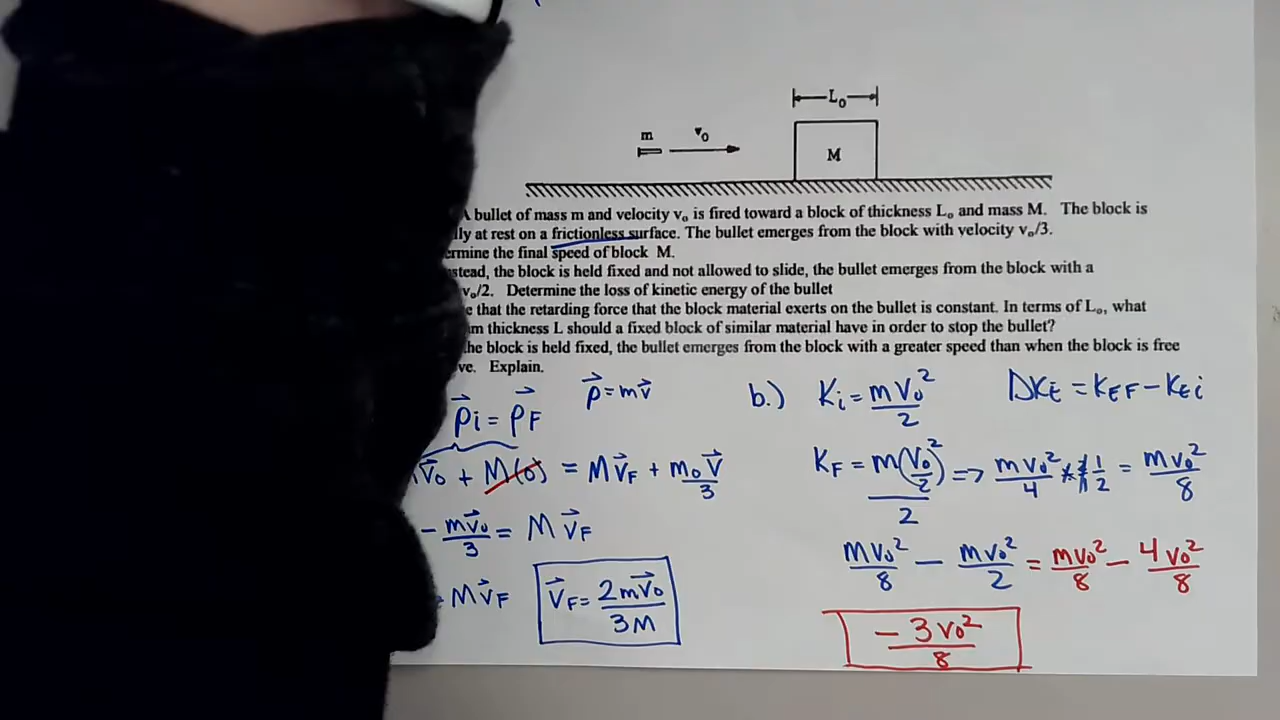 L₀
m v₀
M
A bullet of mass m and velocity v₀ is fired toward a block of thickness L₀ and mass M. The block is
lly at rest on a frictionless surface. The bullet emerges from the block with velocity v₀/3.
ermine the final speed of block M.
stead, the block is held fixed and not allowed to slide, the bullet emerges from the block with a
v₀/2. Determine the loss of kinetic energy of the bullet
e that the retarding force that the block material exerts on the bullet is constant. In terms of L₀, what
m thickness L should a fixed block of similar material have in order to stop the bullet?
he block is held fixed, the bullet emerges from the block with a greater speed than when the block is free
ve. Explain.
p⃗i = p⃗F
p⃗ = mv⃗
v⃗₀ + M(0) = Mv⃗F + m₀v⃗/3
- mv⃗₀/3 = Mv⃗F
= Mv⃗F
v⃗F = 2mv⃗₀/3M
b.) Ki = mv₀²/2
ΔKE = KEF - KEi
KF = m(v₀/2)²/2 => mv₀²/4 * 1/2 = mv₀²/8
mv₀²/8 - mv₀²/2 = mv₀²/8 - 4v₀²/8
-3v₀²/8